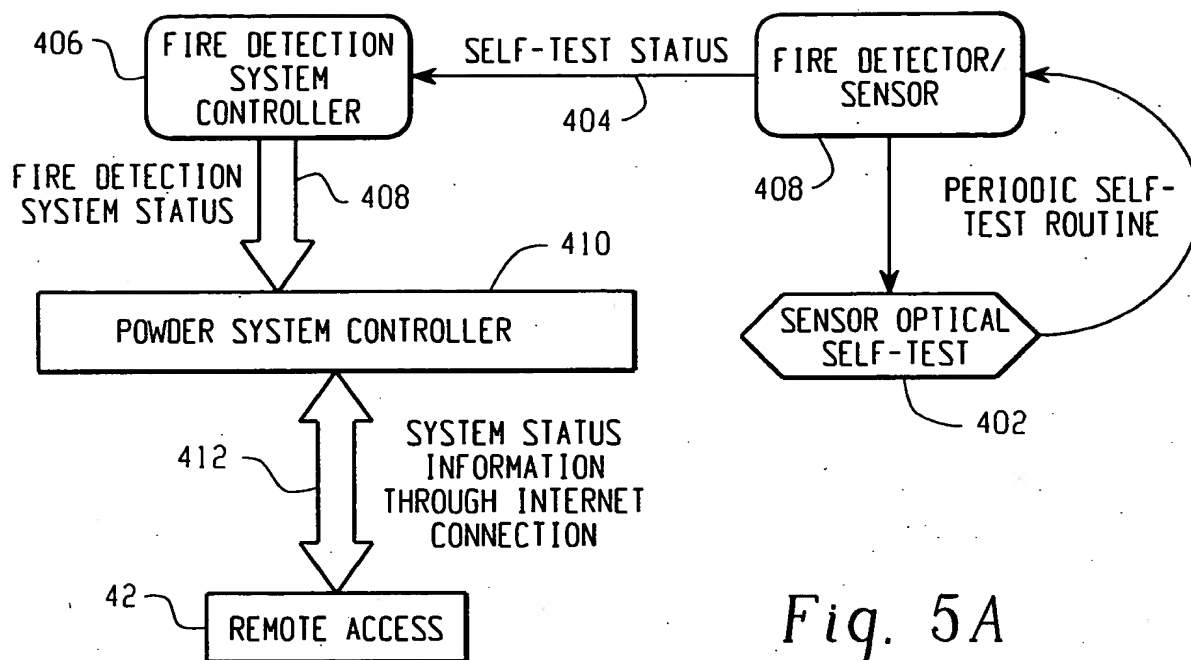 406
FIRE DETECTION
SYSTEM
CONTROLLER
SELF-TEST STATUS
404
FIRE DETECTOR/
SENSOR
408
FIRE DETECTION
SYSTEM STATUS
408
PERIODIC SELF-
TEST ROUTINE
410
POWDER SYSTEM CONTROLLER
SENSOR OPTICAL
SELF-TEST
402
412
SYSTEM STATUS
INFORMATION
THROUGH INTERNET
CONNECTION
42
REMOTE ACCESS
Fig. 5A